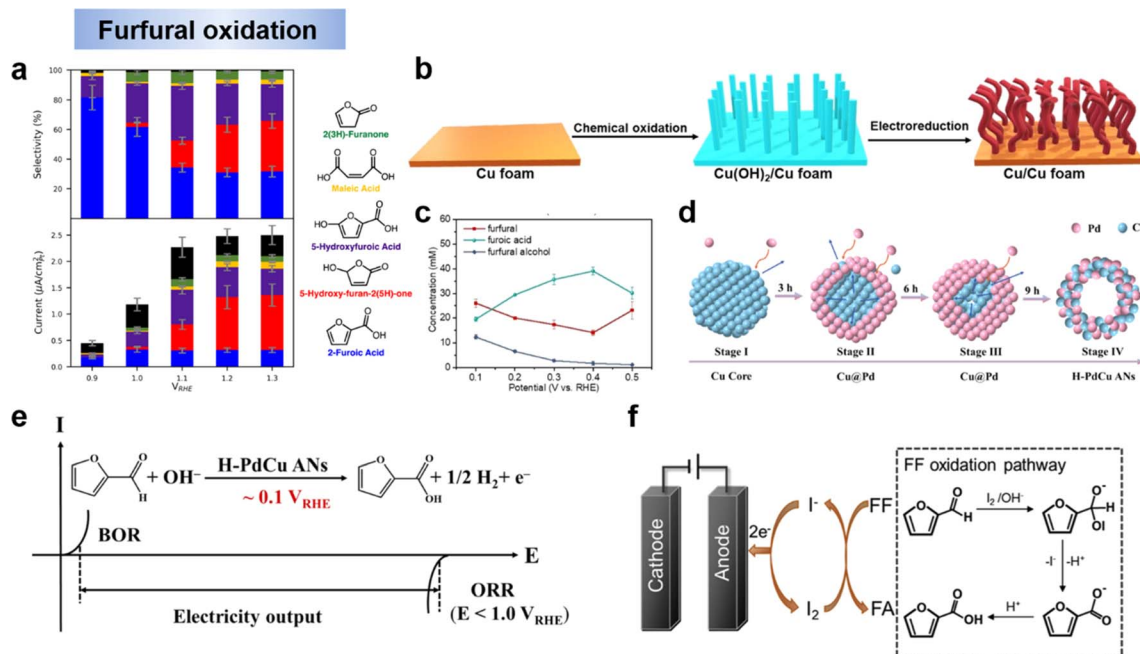 Furfural oxidation
a
Selectivity (%)
100
80
60
40
20
0
Current (μA/cm²)
2.5
2.0
1.5
1.0
0.5
0.0
0.9
1.0
1.1
1.2
1.3
V_RHE
2(3H)-Furanone
Maleic Acid
5-Hydroxyfuroic Acid
5-Hydroxy-furan-2(5H)-one
2-Furoic Acid
b
Cu foam
Chemical oxidation
Cu(OH)₂/Cu foam
Electroreduction
Cu/Cu foam
c
Concentration (mM)
60
50
40
30
20
10
0
furfural
furoic acid
furfural alcohol
0.1
0.2
0.3
0.4
0.5
Potential (V vs. RHE)
d
Pd
C
3 h
6 h
9 h
Stage I
Stage II
Stage III
Stage IV
Cu Core
Cu@Pd
Cu@Pd
H-PdCu ANs
e
I
O
O
H
+ OH⁻
H-PdCu ANs
~ 0.1 V_RHE
O
O
OH
+ 1/2 H₂+ e⁻
BOR
E
Electricity output
ORR
(E < 1.0 V_RHE)
f
Cathode
Anode
2e⁻
I⁻
I₂
FF
FA
FF oxidation pathway
I₂ /OH⁻
-I⁻
-H⁺
H⁺